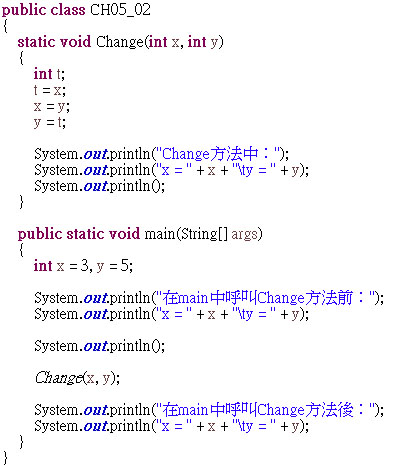 public class CH05_02
{
static void Change(int x, int y)
{
int t;
t = x;
x = y;
y = t;
System.out.println("Change方法中：");
System.out.println("x = " + x + "\ty = " + y);
System.out.println();
}
public static void main(String[] args)
{
int x = 3, y = 5;
System.out.println("在main中呼叫Change方法前：");
System.out.println("x = " + x + "\ty = " + y);
System.out.println();
Change(x, y);
System.out.println("在main中呼叫Change方法後：");
System.out.println("x = " + x + "\ty = " + y);
}
}